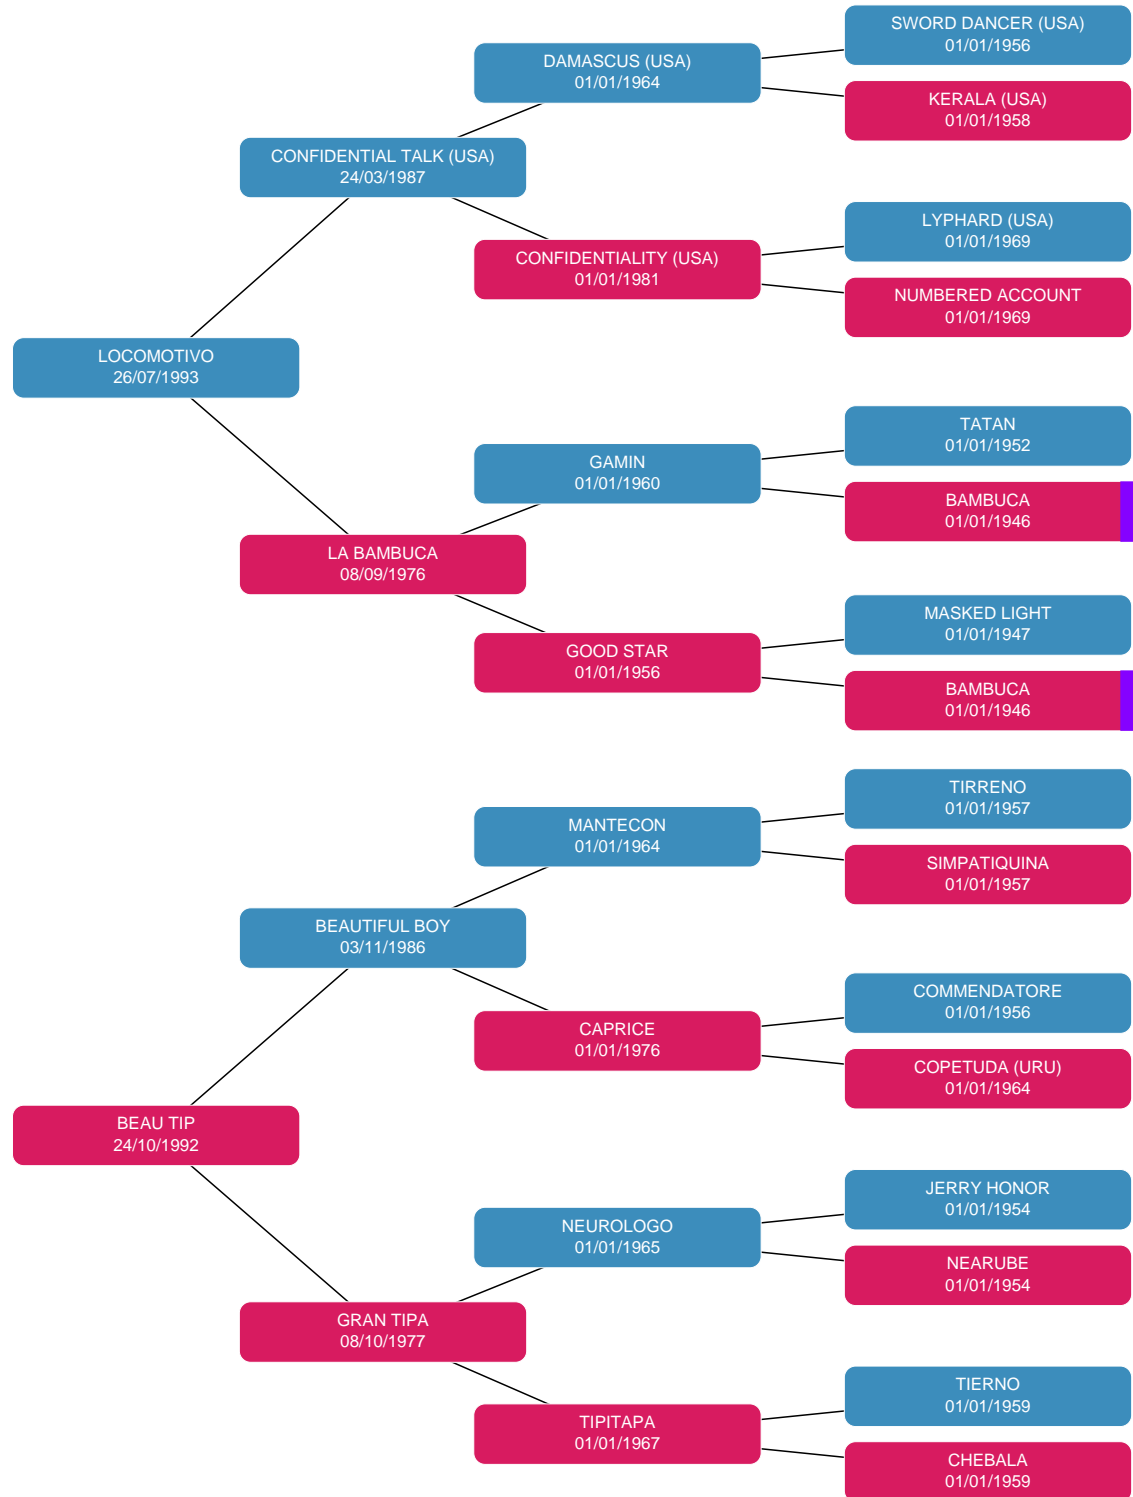 SWORD DANCER (USA)
01/01/1956
DAMASCUS (USA)
01/01/1964
KERALA (USA)
01/01/1958
CONFIDENTIAL TALK (USA)
24/03/1987
LYPHARD (USA)
01/01/1969
CONFIDENTIALITY (USA)
01/01/1981
NUMBERED ACCOUNT
01/01/1969
LOCOMOTIVO
26/07/1993
TATAN
01/01/1952
GAMIN
01/01/1960
BAMBUCA
01/01/1946
LA BAMBUCA
08/09/1976
MASKED LIGHT
01/01/1947
GOOD STAR
01/01/1956
BAMBUCA
01/01/1946
TIRRENO
01/01/1957
MANTECON
01/01/1964
SIMPATIQUINA
01/01/1957
BEAUTIFUL BOY
03/11/1986
COMMENDATORE
01/01/1956
CAPRICE
01/01/1976
COPETUDA (URU)
01/01/1964
BEAU TIP
24/10/1992
JERRY HONOR
01/01/1954
NEUROLOGO
01/01/1965
NEARUBE
01/01/1954
GRAN TIPA
08/10/1977
TIERNO
01/01/1959
TIPITAPA
01/01/1967
CHEBALA
01/01/1959